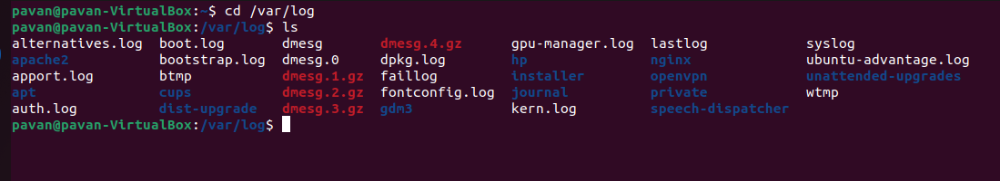 pavan@pavan-VirtualBox:~$ cd /var/log
pavan@pavan-VirtualBox:/var/log$ ls
alternatives.log boot.log dmesg dmesg.4.gz gpu-manager.log lastlog syslog
apache2 bootstrap.log dmesg.0 dpkg.log hp nginx ubuntu-advantage.log
apport.log btmp dmesg.1.gz faillog installer openvpn unattended-upgrades
apt cups dmesg.2.gz fontconfig.log journal private wtmp
auth.log dist-upgrade dmesg.3.gz gdm3 kern.log speech-dispatcher
pavan@pavan-VirtualBox:/var/log$